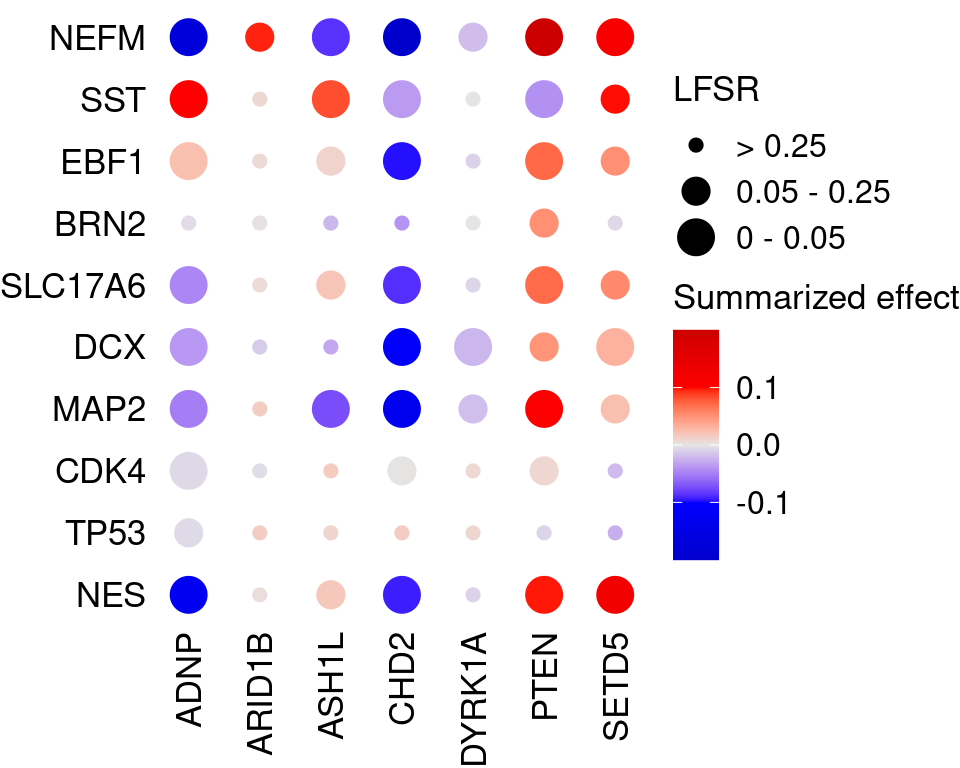 NEFM
SST
EBF1
BRN2
SLC17A6
DCX
MAP2
CDK4
TP53
NES
ADNP
ARID1B
ASH1L
CHD2
DYRK1A
PTEN
SETD5
LFSR
> 0.25
0.05 - 0.25
0 - 0.05
Summarized effect
0.1
0.0
-0.1